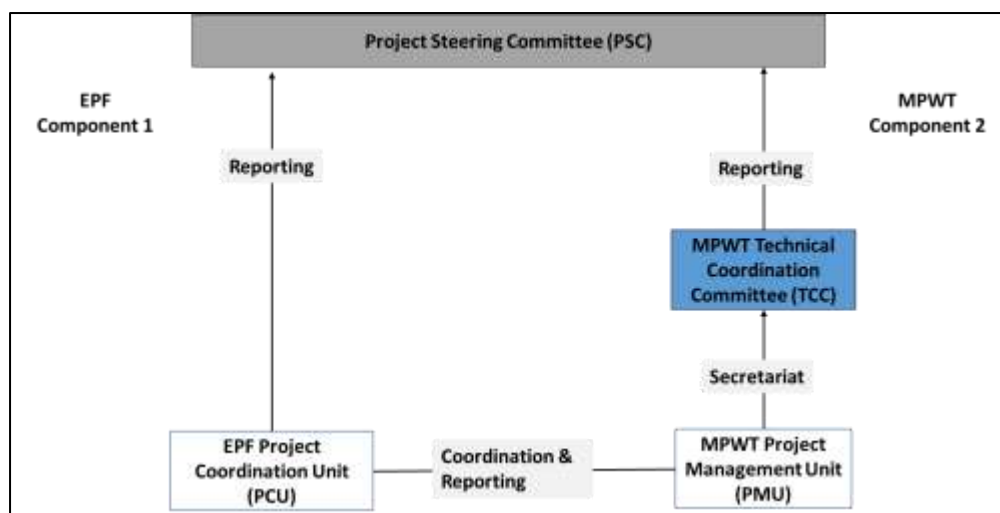 Project Steering Committee (PSC)
EPF
Component 1
MPWT
Component 2
Reporting
Reporting
MPWT Technical
Coordination
Committee (TCC)
Secretariat
EPF Project
Coordination Unit
(PCU)
Coordination &
Reporting
MPWT Project
Management Unit
(PMU)